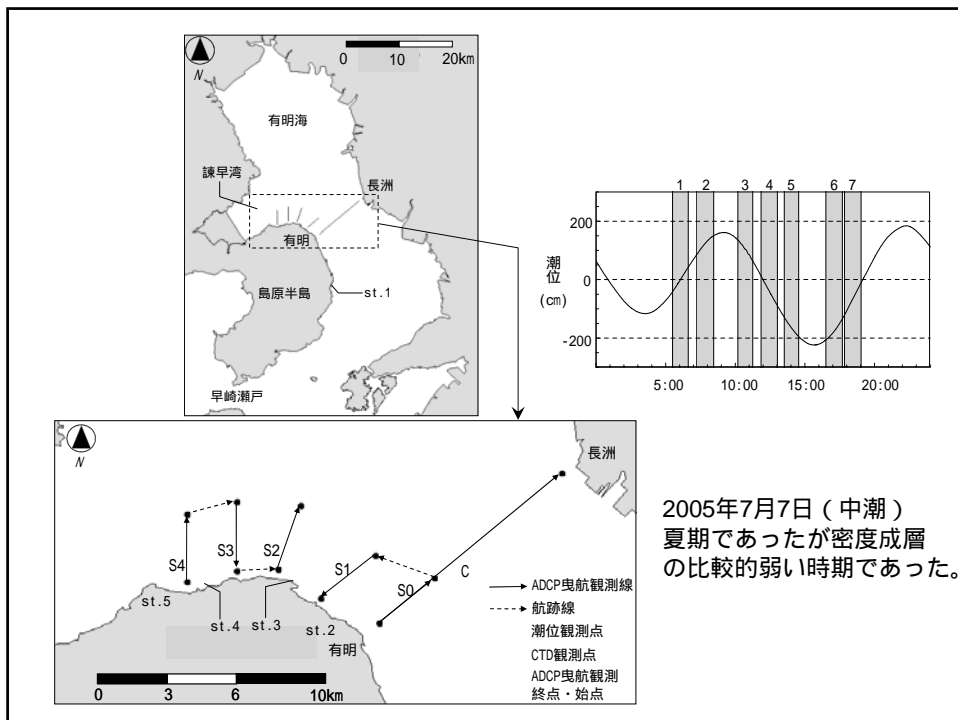 N
0 10 20km
有明海
諫早湾
長洲
有明
島原半島
st.1
早崎瀬戸
1 2 3 4 5 6 7
潮位
(cm)
200
0
-200
5:00 10:00 15:00 20:00
N
長洲
S4
S3
S2
S1
S0
C
st.5
st.4
st.3
st.2
有明
0 3 6 10km
ADCP曳航観測線
航跡線
潮位観測点
CTD観測点
ADCP曳航観測
終点・始点
2005年7月7日（中潮）
夏期であったが密度成層
の比較的弱い時期であった。